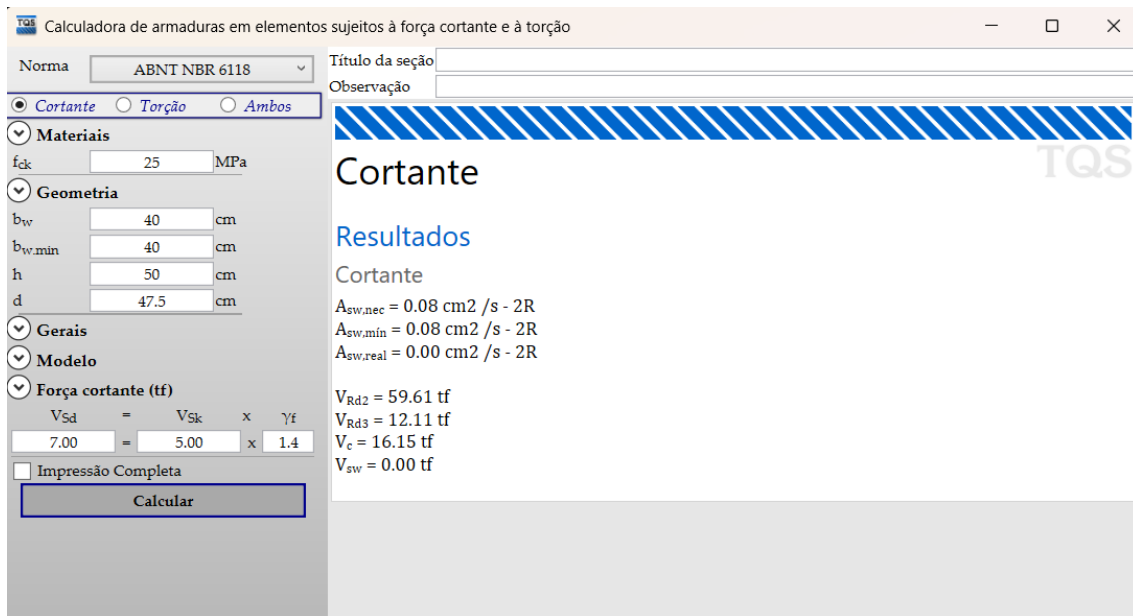 TQS Calculadora de armaduras em elementos sujeitos à força cortante e à torção
Norma ABNT NBR 6118
Cortante Torção Ambos
Materiais
fck 25 MPa
Geometria
bw 40 cm
bw.min 40 cm
h 50 cm
d 47.5 cm
Gerais
Modelo
Força cortante (tf)
VSd = VSk x γf
7.00 = 5.00 x 1.4
Impressão Completa
Calcular
Título da seção
Observação
TQS
Cortante
Resultados
Cortante
Asw,nec = 0.08 cm2 /s - 2R
Asw,mín = 0.08 cm2 /s - 2R
Asw,real = 0.00 cm2 /s - 2R
VRd2 = 59.61 tf
VRd3 = 12.11 tf
Vc = 16.15 tf
Vsw = 0.00 tf